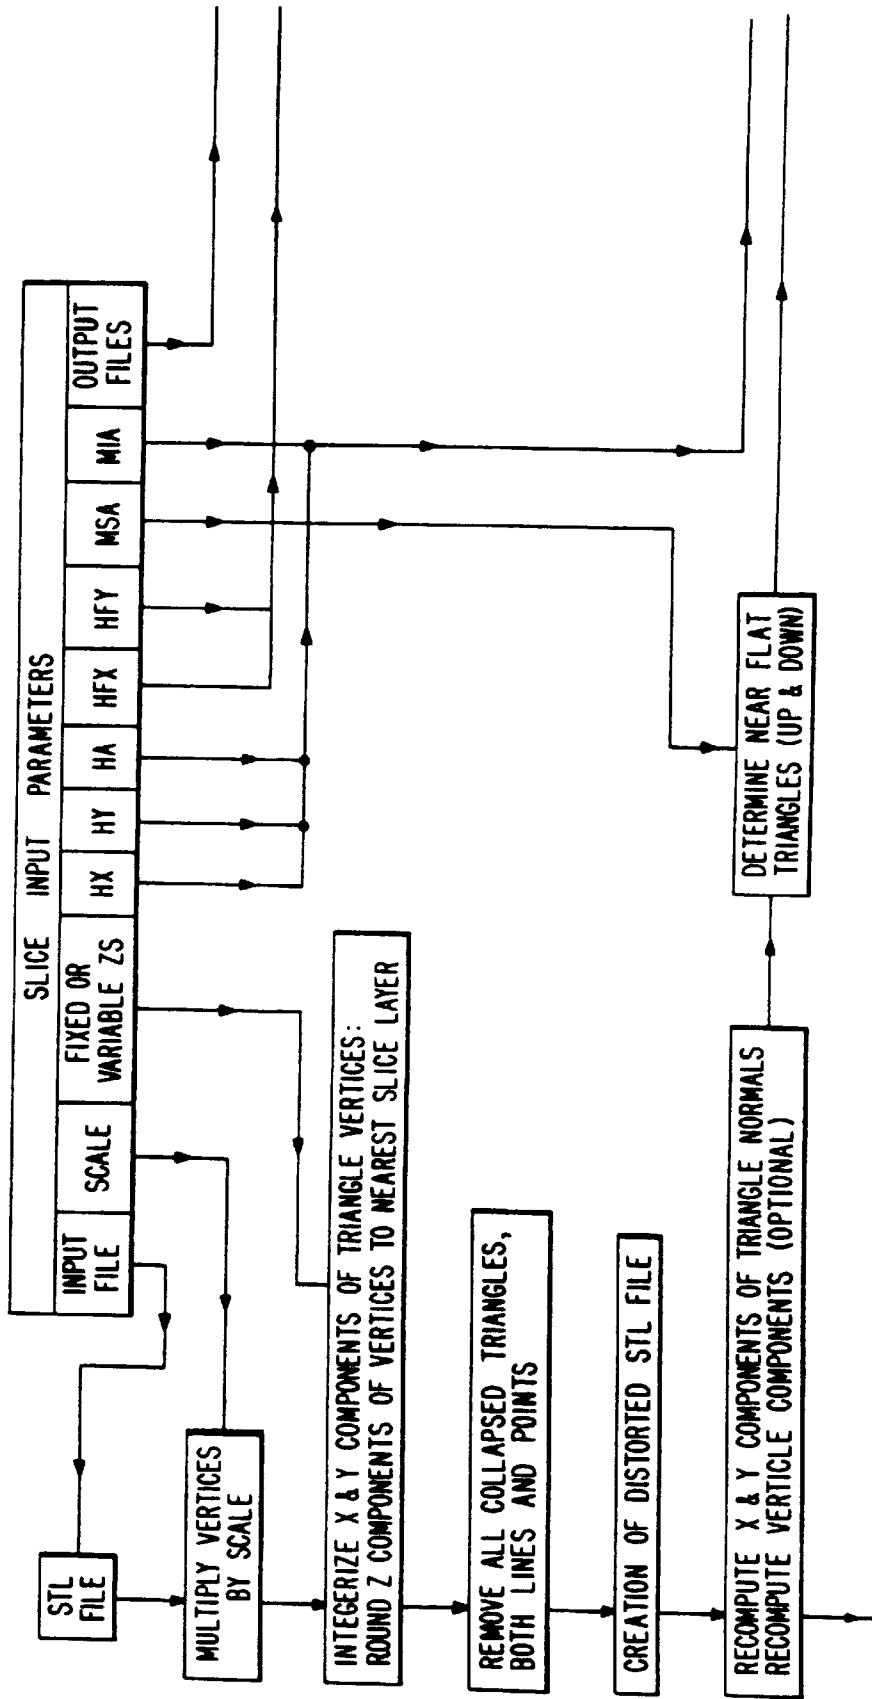 SLICE INPUT PARAMETERS
INPUT
FILE
SCALE
FIXED OR
VARIABLE ZS
HX
HY
HA
HFX
HFY
MSA
MIA
OUTPUT
FILES
STL
FILE
MULTIPLY VERTICES
BY SCALE
INTEGERIZE X & Y COMPONENTS OF TRIANGLE VERTICES:
ROUND Z COMPONENTS OF VERTICES TO NEAREST SLICE LAYER
REMOVE ALL COLLAPSED TRIANGLES,
BOTH LINES AND POINTS
CREATION OF DISTORTED STL FILE
RECOMPUTE X & Y COMPONENTS OF TRIANGLE NORMALS
RECOMPUTE VERTICLE COMPONENTS (OPTIONAL)
DETERMINE NEAR FLAT
TRIANGLES (UP & DOWN)